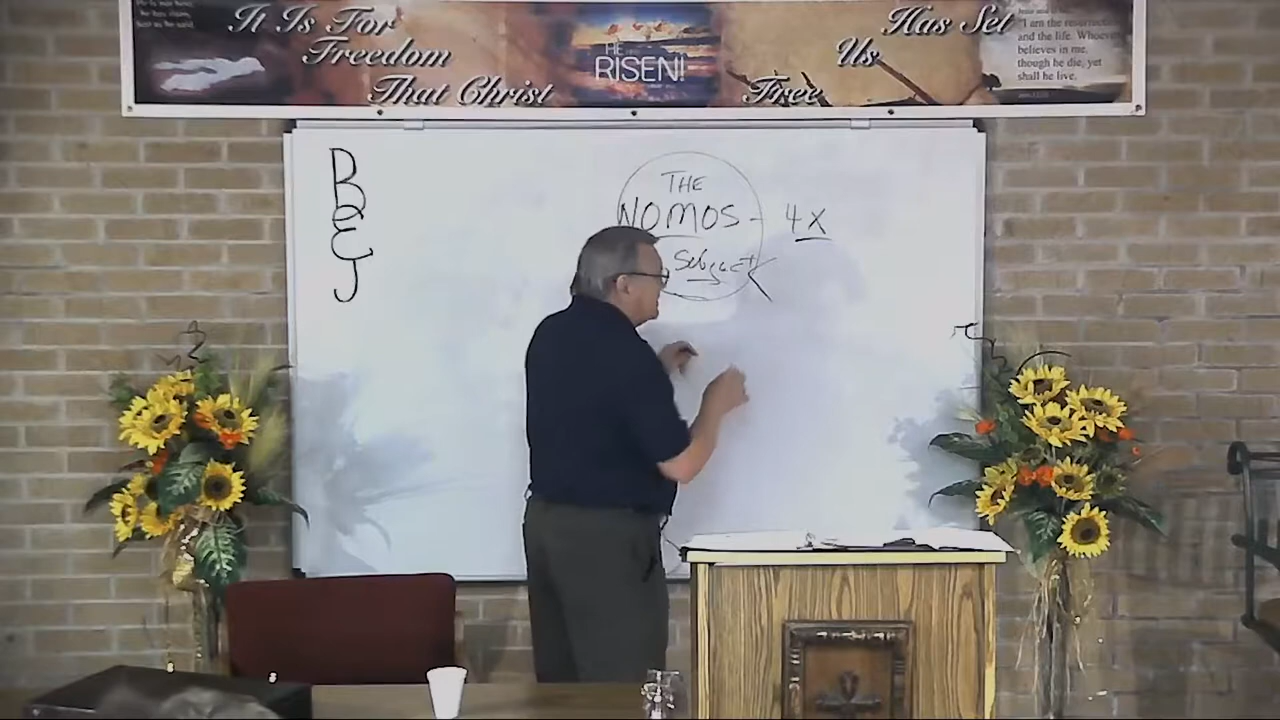 It Is For
Freedom
That Christ
HE
RISEN!
Has Set
Us
Free
"I am the resurrection
and the life. Whoever
believes in me,
though he die, yet
shall he live.
B
E
J
THE
NOMOS - 4X
Subject